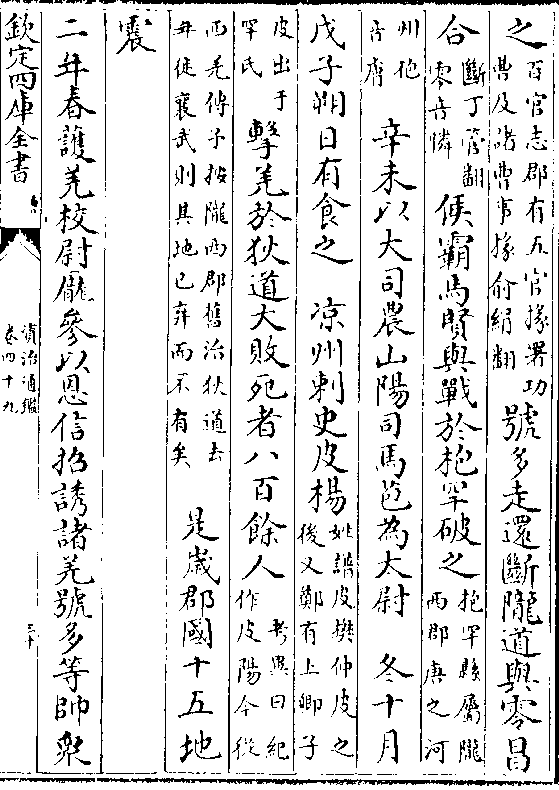 之百官志郡有五官掾署功曹及諸曹事掾俞絹翻號多走還斷隴道與零昌
合斷丁管翻零音憐侯霸馬賢與戰於枹罕破之枹罕縣屬隴西郡唐之河
州枹音膚 辛未以大司農山陽司馬苞為太尉 冬十月
戊子朔日有食之 凉州刺史皮楊姓譜皮樊仲皮之後又鄭有上卿子
皮出于罕氏擊羌於狄道大敗死者八百餘人考異曰紀作皮陽今從
西羌傳予按隴西郡舊治狄道去年徙襄武則其地已棄而不有矣 是歲郡國十五地
震
二年春護羌校尉龐參以恩信招誘諸羌號多等帥衆
欽定四庫全書
資治通鑑
卷四十九
三十